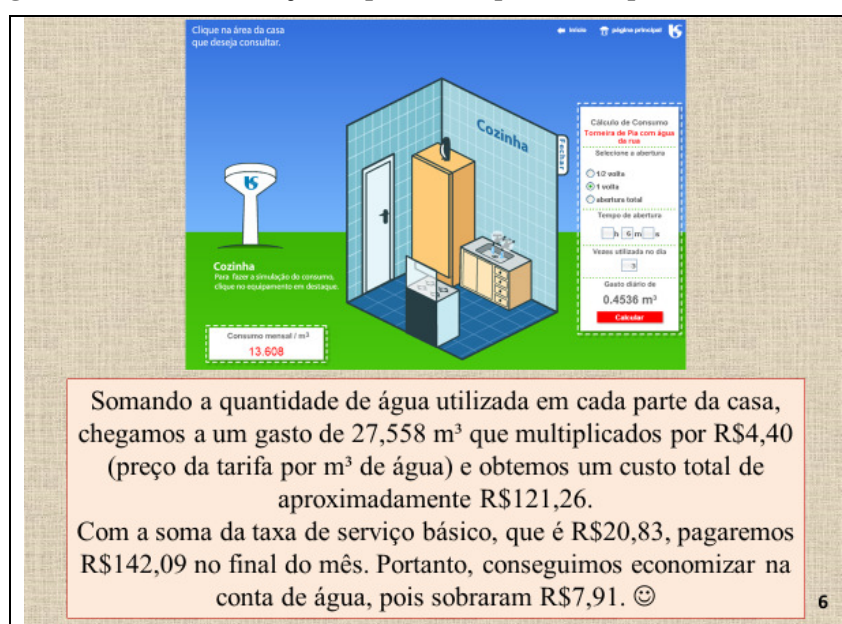 Clique na área da casa
que deseja consultar.
início
página principal
Cozinha
Fechar
Cálculo de Consumo
Torneira de Pia com água
da rua
Selecione a abertura
1/2 volta
1 volta
abertura total
Tempo de abertura
h 6 m s
Vezes utilizada no dia
3
Gasto diário de
0.4536 m³
Calcular
Cozinha
Para fazer a simulação do consumo,
clique no equipamento em destaque.
Consumo mensal / m³
13.608
Somando a quantidade de água utilizada em cada parte da casa,
chegamos a um gasto de 27,558 m³ que multiplicados por R$4,40
(preço da tarifa por m³ de água) e obtemos um custo total de
aproximadamente R$121,26.
Com a soma da taxa de serviço básico, que é R$20,83, pagaremos
R$142,09 no final do mês. Portanto, conseguimos economizar na
conta de água, pois sobraram R$7,91. ☺
6